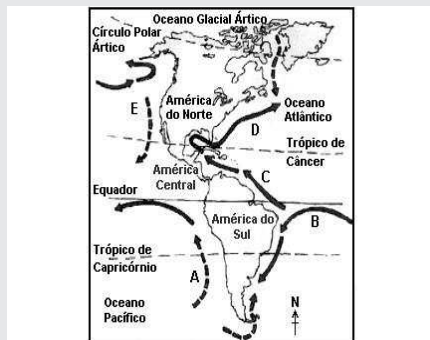 Oceano Glacial Ártico
Círculo Polar
Ártico
E
América
do Norte
Oceano
Atlântico
D
Trópico de
Câncer
América
Central
C
Equador
B
América do
Sul
Trópico de
Capricórnio
A
Oceano
Pacífico
N